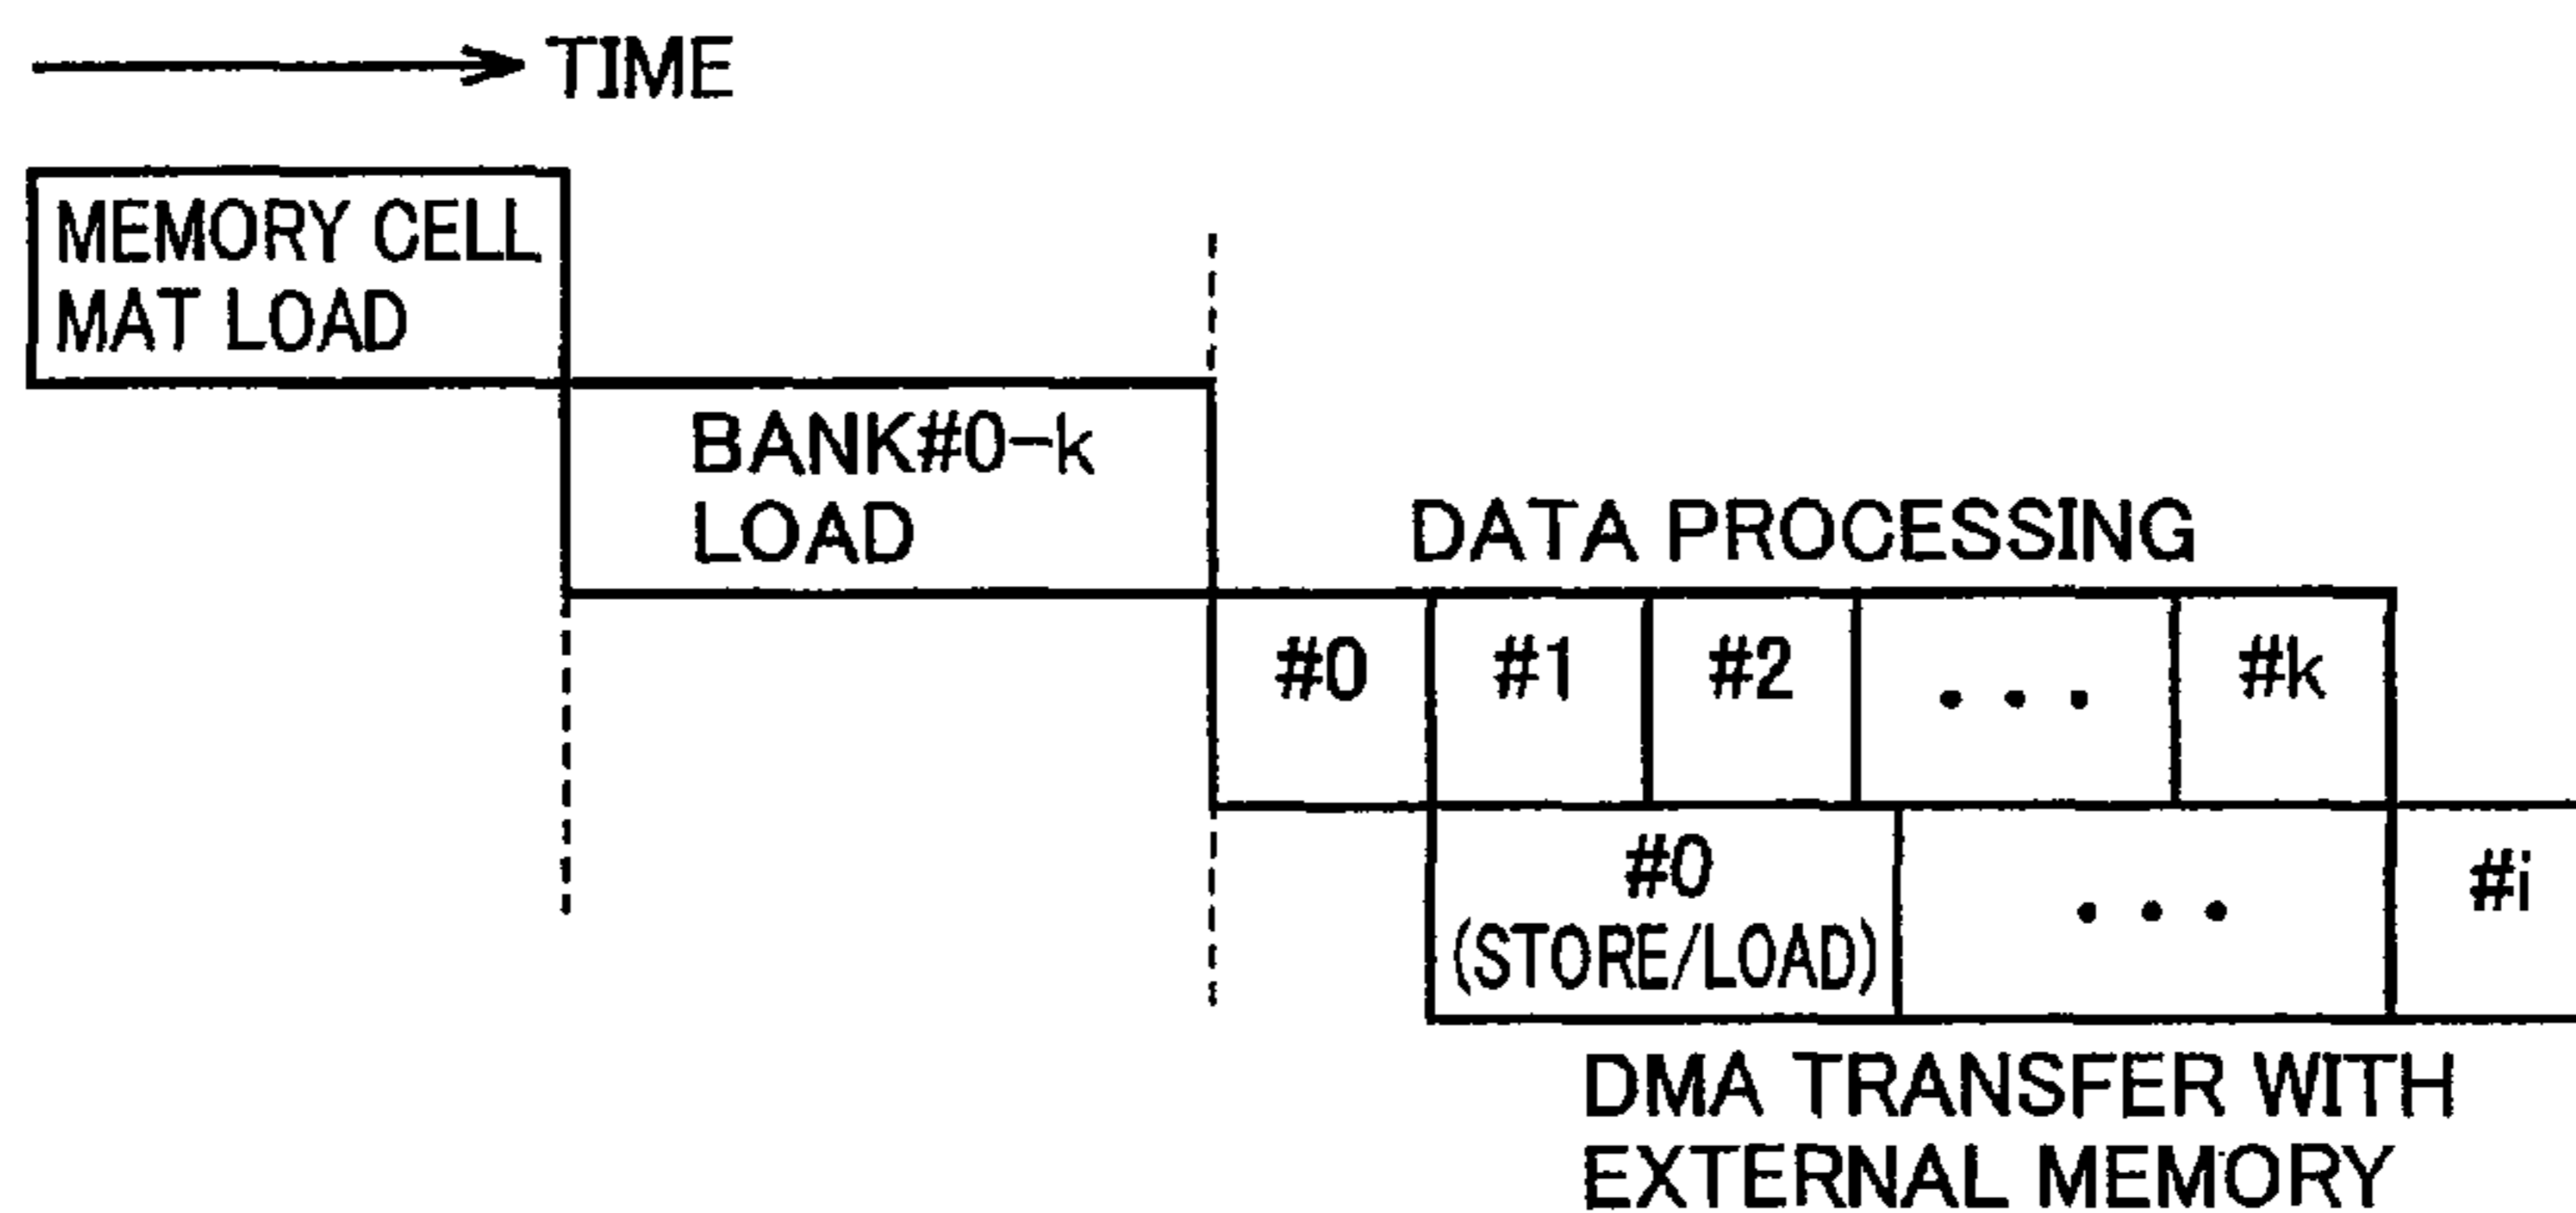 TIME
MEMORY CELL
MAT LOAD
BANK#0-k
LOAD
DATA PROCESSING
#0 #1 #2 ... #k
#0
(STORE/LOAD)
... #i
DMA TRANSFER WITH
EXTERNAL MEMORY